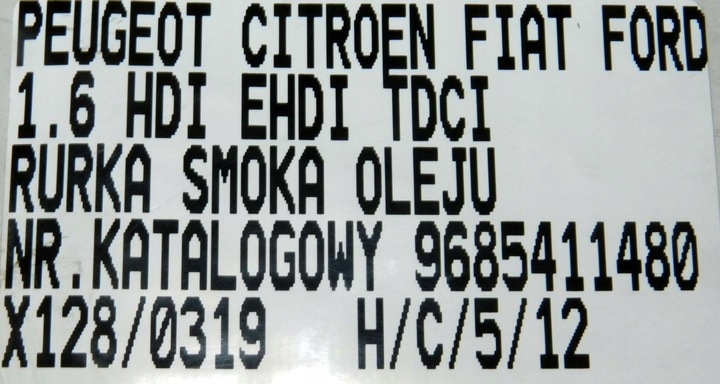 PEUGEOT CITROEN FIAT FORD
1.6 HDI EHDI TDCI
RURKA SMOKA OLEJU
NR.KATALOGOWY 9685411480
X128/0319 H/C/5/12